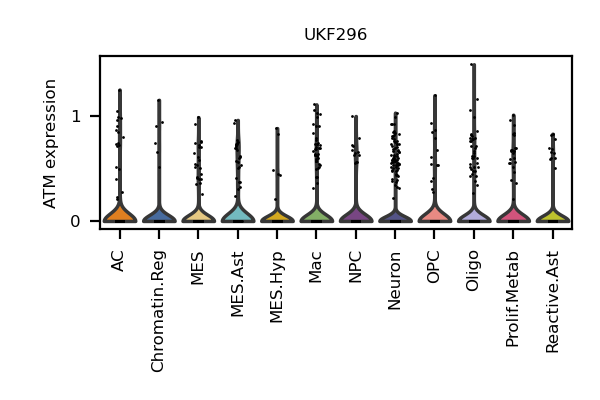 UKF296
ATM expression
1
0
AC
Chromatin.Reg
MES
MES.Ast
MES.Hyp
Mac
NPC
Neuron
OPC
Oligo
Prolif.Metab
Reactive.Ast